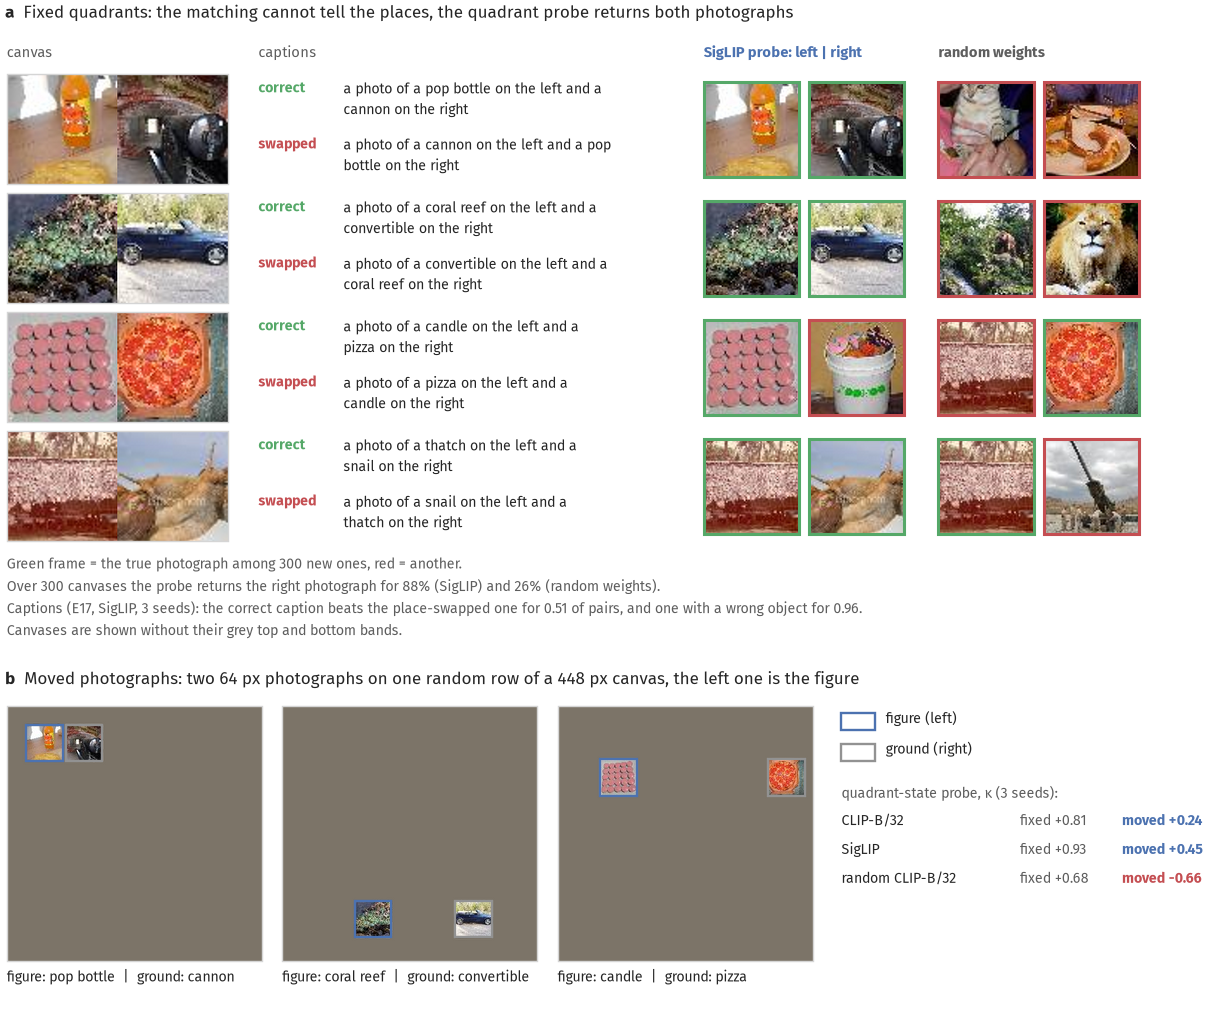 a Fixed quadrants: the matching cannot tell the places, the quadrant probe returns both photographs
canvas
captions
SigLIP probe: left | right
random weights
correct
a photo of a pop bottle on the left and a
cannon on the right
swapped
a photo of a cannon on the left and a pop
bottle on the right
correct
a photo of a coral reef on the left and a
convertible on the right
swapped
a photo of a convertible on the left and a
coral reef on the right
correct
a photo of a candle on the left and a
pizza on the right
swapped
a photo of a pizza on the left and a
candle on the right
correct
a photo of a thatch on the left and a
snail on the right
swapped
a photo of a snail on the left and a
thatch on the right
Green frame = the true photograph among 300 new ones, red = another.
Over 300 canvases the probe returns the right photograph for 88% (SigLIP) and 26% (random weights).
Captions (E17, SigLIP, 3 seeds): the correct caption beats the place-swapped one for 0.51 of pairs, and one with a wrong object for 0.96.
Canvases are shown without their grey top and bottom bands.
b Moved photographs: two 64 px photographs on one random row of a 448 px canvas, the left one is the figure
figure (left)
ground (right)
quadrant-state probe, κ (3 seeds):
CLIP-B/32 fixed +0.81 moved +0.24
SigLIP fixed +0.93 moved +0.45
random CLIP-B/32 fixed +0.68 moved -0.66
figure: pop bottle | ground: cannon
figure: coral reef | ground: convertible
figure: candle | ground: pizza